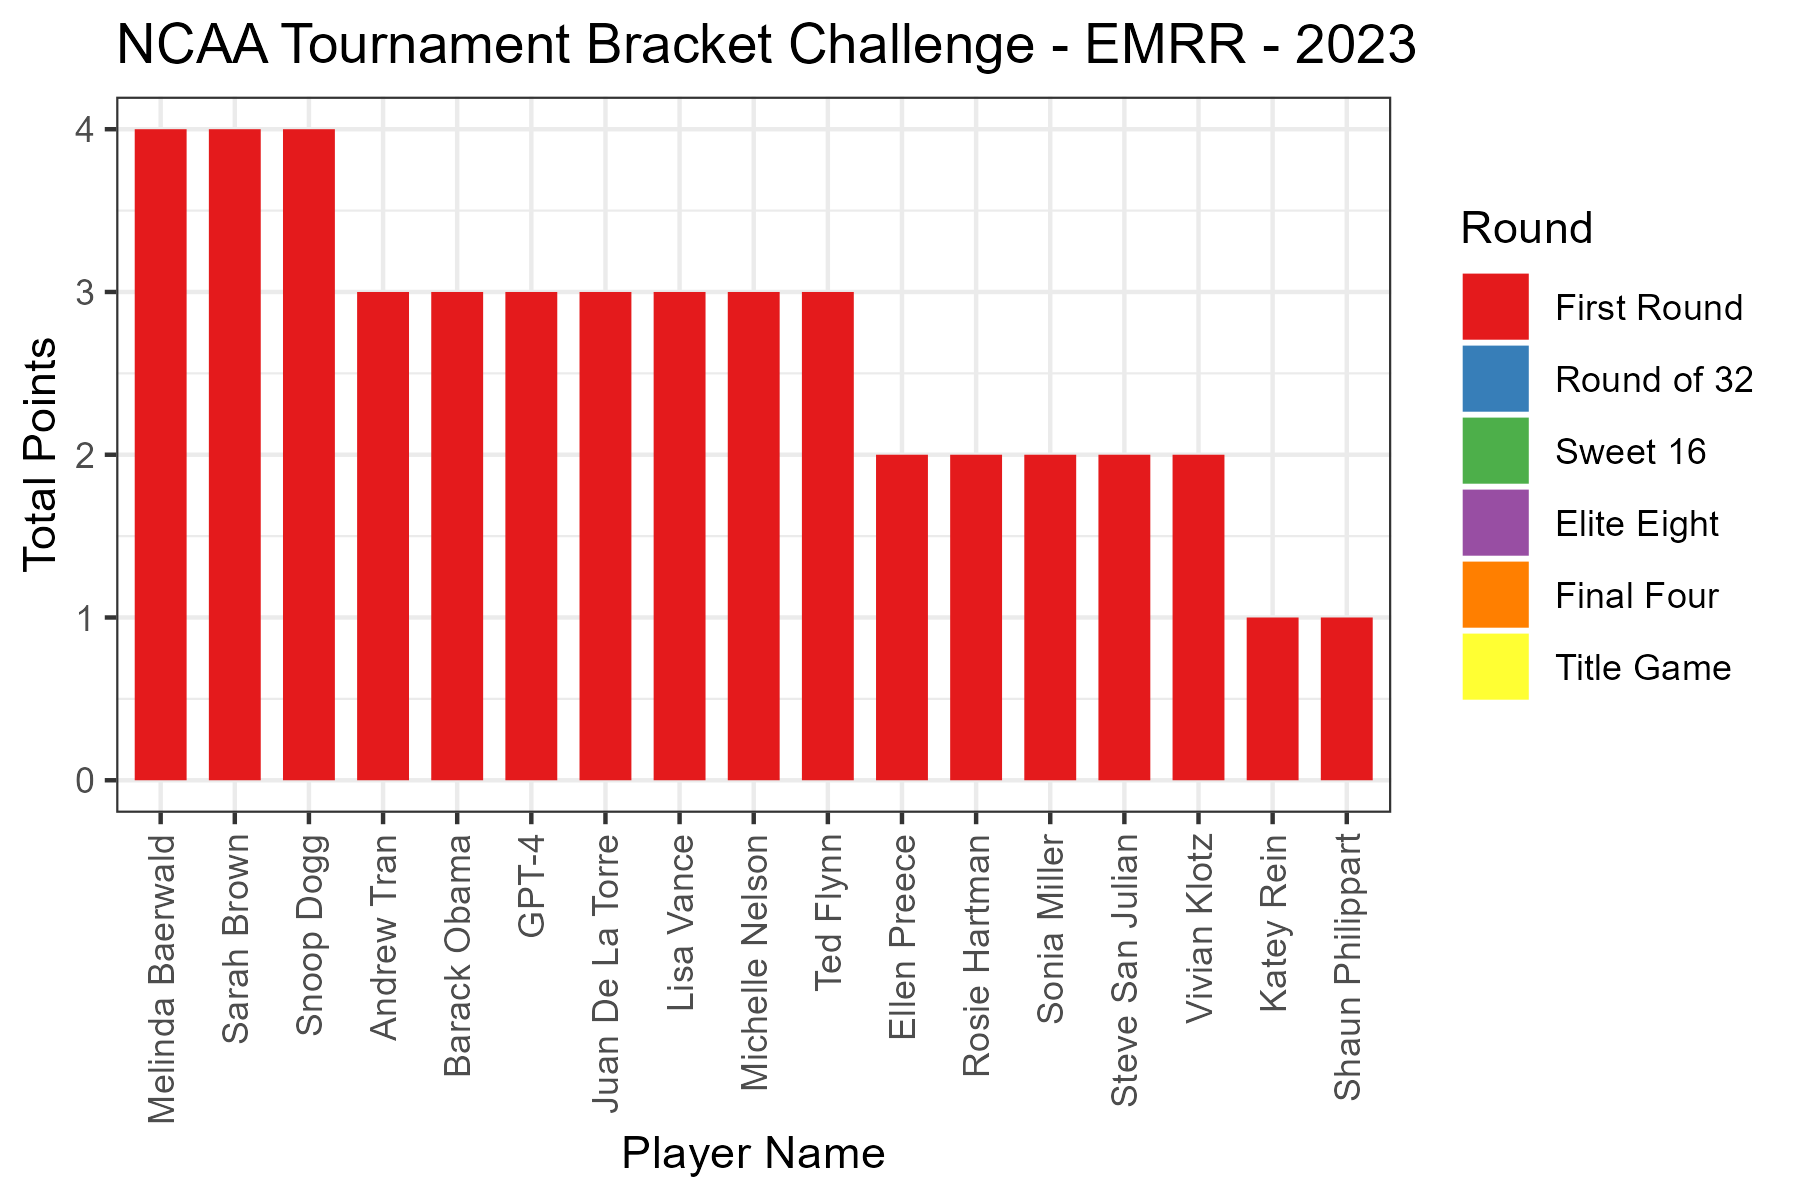 NCAA Tournament Bracket Challenge - EMRR - 2023
Total Points
4
3
2
1
0
Melinda Baerwald
Sarah Brown
Snoop Dogg
Andrew Tran
Barack Obama
GPT-4
Juan De La Torre
Lisa Vance
Michelle Nelson
Ted Flynn
Ellen Preece
Rosie Hartman
Sonia Miller
Steve San Julian
Vivian Klotz
Katey Rein
Shaun Philippart
Player Name
Round
First Round
Round of 32
Sweet 16
Elite Eight
Final Four
Title Game